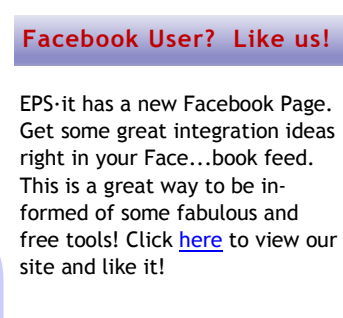 Facebook User?  Like us!
EPS·it has a new Facebook Page.
Get some great integration ideas
right in your Face...book feed.
This is a great way to be in-
formed of some fabulous and
free tools! Click here to view our
site and like it!